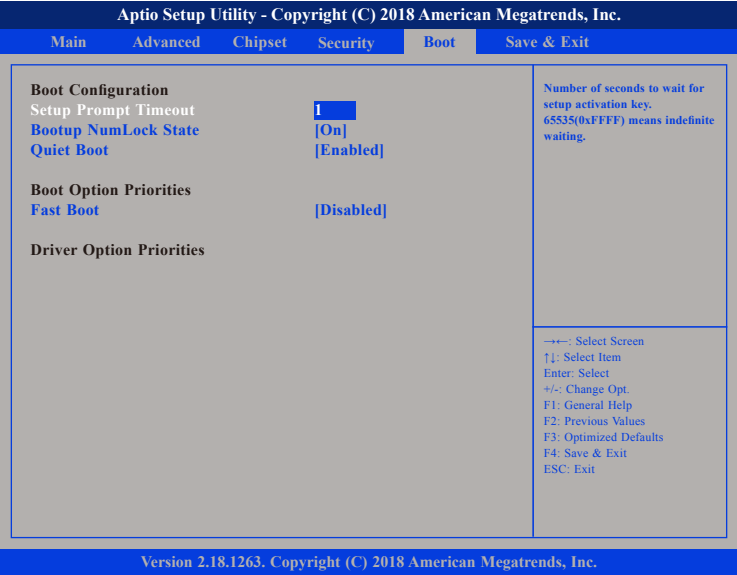 Aptio Setup Utility - Copyright (C) 2018 American Megatrends, Inc.
Main Advanced Chipset Security Boot Save & Exit
Boot Configuration
Setup Prompt Timeout 1
Bootup NumLock State [On]
Quiet Boot [Enabled]
Boot Option Priorities
Fast Boot [Disabled]
Driver Option Priorities
Number of seconds to wait for
setup activation key.
65535(0xFFFF) means indefinite
waiting.
→←: Select Screen
↑↓: Select Item
Enter: Select
+/-: Change Opt.
F1: General Help
F2: Previous Values
F3: Optimized Defaults
F4: Save & Exit
ESC: Exit
Version 2.18.1263. Copyright (C) 2018 American Megatrends, Inc.